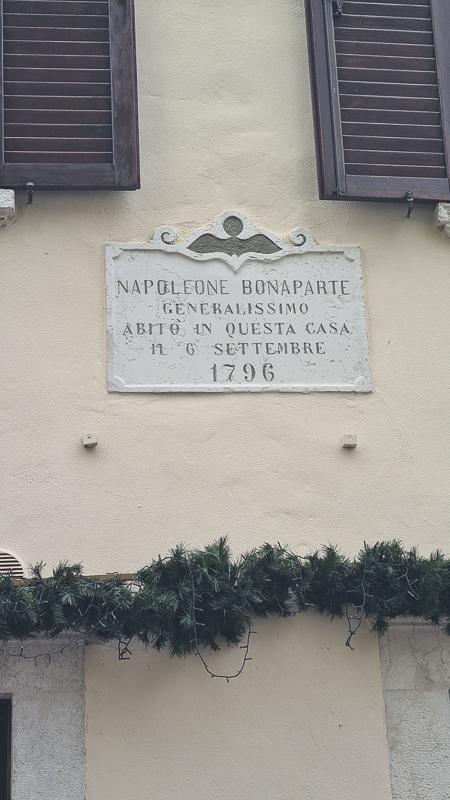 NAPOLEONE BONAPARTE
GENERALISSIMO
ABITÒ IN QUESTA CASA
IL 6 SETTEMBRE
1796